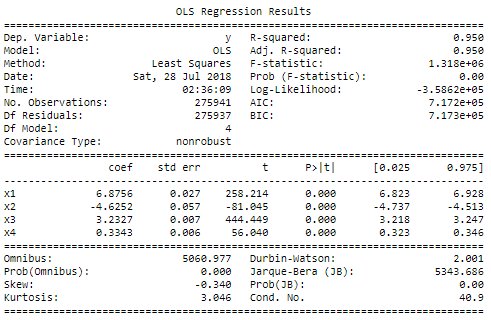 OLS Regression Results
==============================================================================
Dep. Variable:                      y   R-squared:                       0.950
Model:                            OLS   Adj. R-squared:                  0.950
Method:                 Least Squares   F-statistic:                 1.318e+06
Date:                Sat, 28 Jul 2018   Prob (F-statistic):               0.00
Time:                        02:36:09   Log-Likelihood:            -3.5862e+05
No. Observations:              275941   AIC:                         7.172e+05
Df Residuals:                  275937   BIC:                         7.173e+05
Df Model:                           4
Covariance Type:            nonrobust
==============================================================================
coef    std err          t      P>|t|      [0.025      0.975]
------------------------------------------------------------------------------
x1             6.8756      0.027    258.214      0.000       6.823       6.928
x2            -4.6252      0.057    -81.045      0.000      -4.737      -4.513
x3             3.2327      0.007    444.449      0.000       3.218       3.247
x4             0.3343      0.006     56.040      0.000       0.323       0.346
==============================================================================
Omnibus:                     5060.977   Durbin-Watson:                   2.001
Prob(Omnibus):                  0.000   Jarque-Bera (JB):             5343.686
Skew:                          -0.340   Prob(JB):                         0.00
Kurtosis:                       3.046   Cond. No.                         40.9
==============================================================================